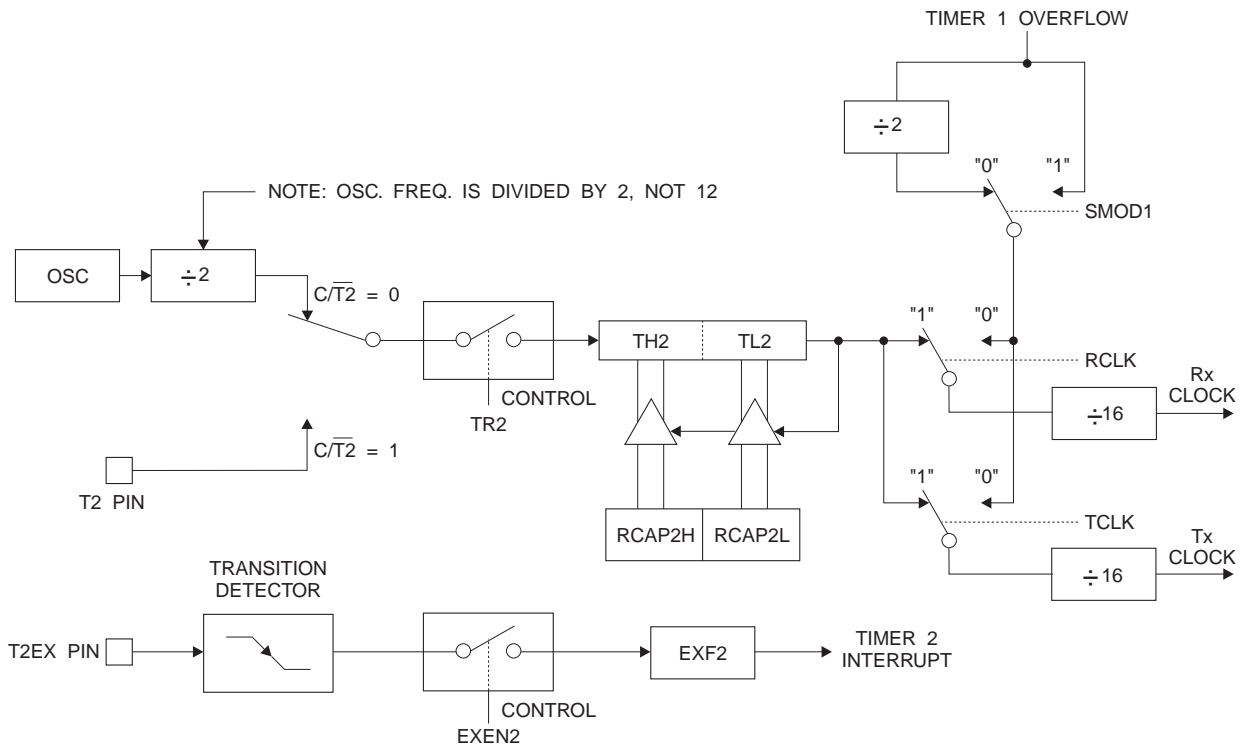 TIMER 1 OVERFLOW
÷2
"0"
"1"
SMOD1
NOTE: OSC. FREQ. IS DIVIDED BY 2, NOT 12
OSC
÷2
C/T2̅ = 0
TH2
TL2
CONTROL
TR2
"1"
"0"
RCLK
Rx
CLOCK
÷16
C/T2̅ = 1
T2 PIN
RCAP2H
RCAP2L
"1"
"0"
TCLK
Tx
CLOCK
÷16
TRANSITION
DETECTOR
T2EX PIN
CONTROL
EXEN2
EXF2
TIMER 2
INTERRUPT